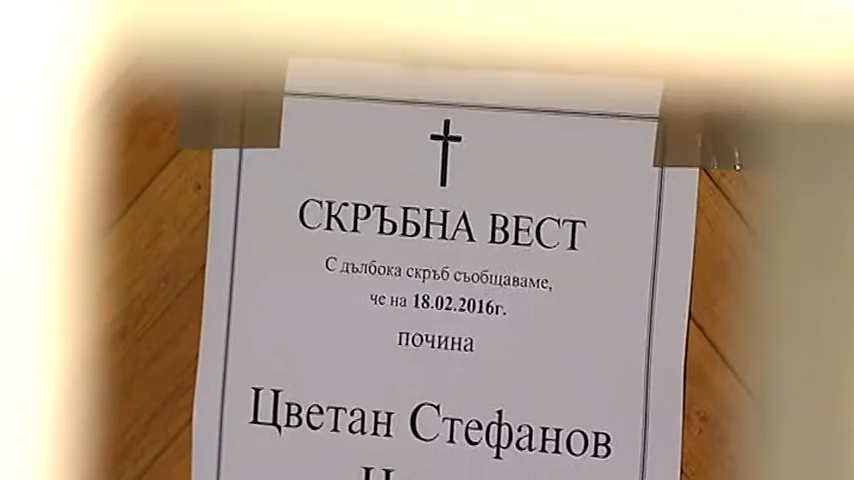 СКРЪБНА ВЕСТ
С дълбока скръб съобщаваме,
че на 18.02.2016г.
почина
Цветан Стефанов